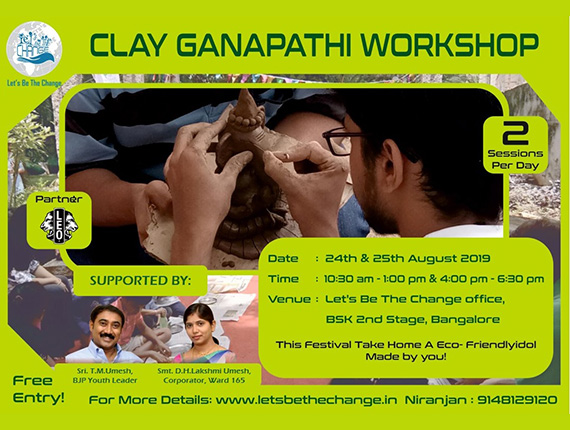 CHANGE
Let's Be The Change
CLAY GANAPATHI WORKSHOP
2
Sessions
Per Day
Partner
LEO
SUPPORTED BY:
Date : 24th & 25th August 2019
Time : 10:30 am - 1:00 pm & 4:00 pm - 6:30 pm
Venue : Let's Be The Change office,
BSK 2nd Stage, Bangalore
This Festival Take Home A Eco- Friendlyidol
Made by you!
Sri. T.M.Umesh,
BJP Youth Leader
Smt. D.H.Lakshmi Umesh,
Corporator, Ward 165
Free
Entry!
For More Details: www.letsbethechange.in Niranjan : 9148129120